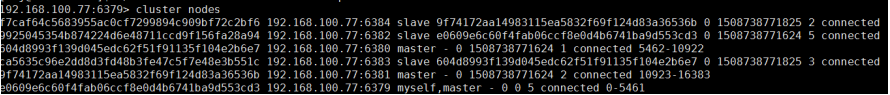 192.168.100.77:6379> cluster nodes
f7caf64c5683955ac0cf7299894c909bf72c2bf6 192.168.100.77:6384 slave 9f74172aa14983115ea5832f69f124d83a36536b 0 1508738771825 2 connected
9925045354b874224d6e48711ccd9f156fa28a94 192.168.100.77:6382 slave e0609e6c60f4fab06ccf8e0d4b6741ba9d553cd3 0 1508738771624 5 connected
604d8993f139d045edc62f51f91135f104e2b6e7 192.168.100.77:6380 master - 0 1508738771624 1 connected 5462-10922
ca5635c96e2dd8d3fd48b3fe47c5f7e48e3b551c 192.168.100.77:6383 slave 604d8993f139d045edc62f51f91135f104e2b6e7 0 1508738771825 3 connected
9f74172aa14983115ea5832f69f124d83a36536b 192.168.100.77:6381 master - 0 1508738771624 2 connected 10923-16383
e0609e6c60f4fab06ccf8e0d4b6741ba9d553cd3 192.168.100.77:6379 myself,master - 0 0 5 connected 0-5461